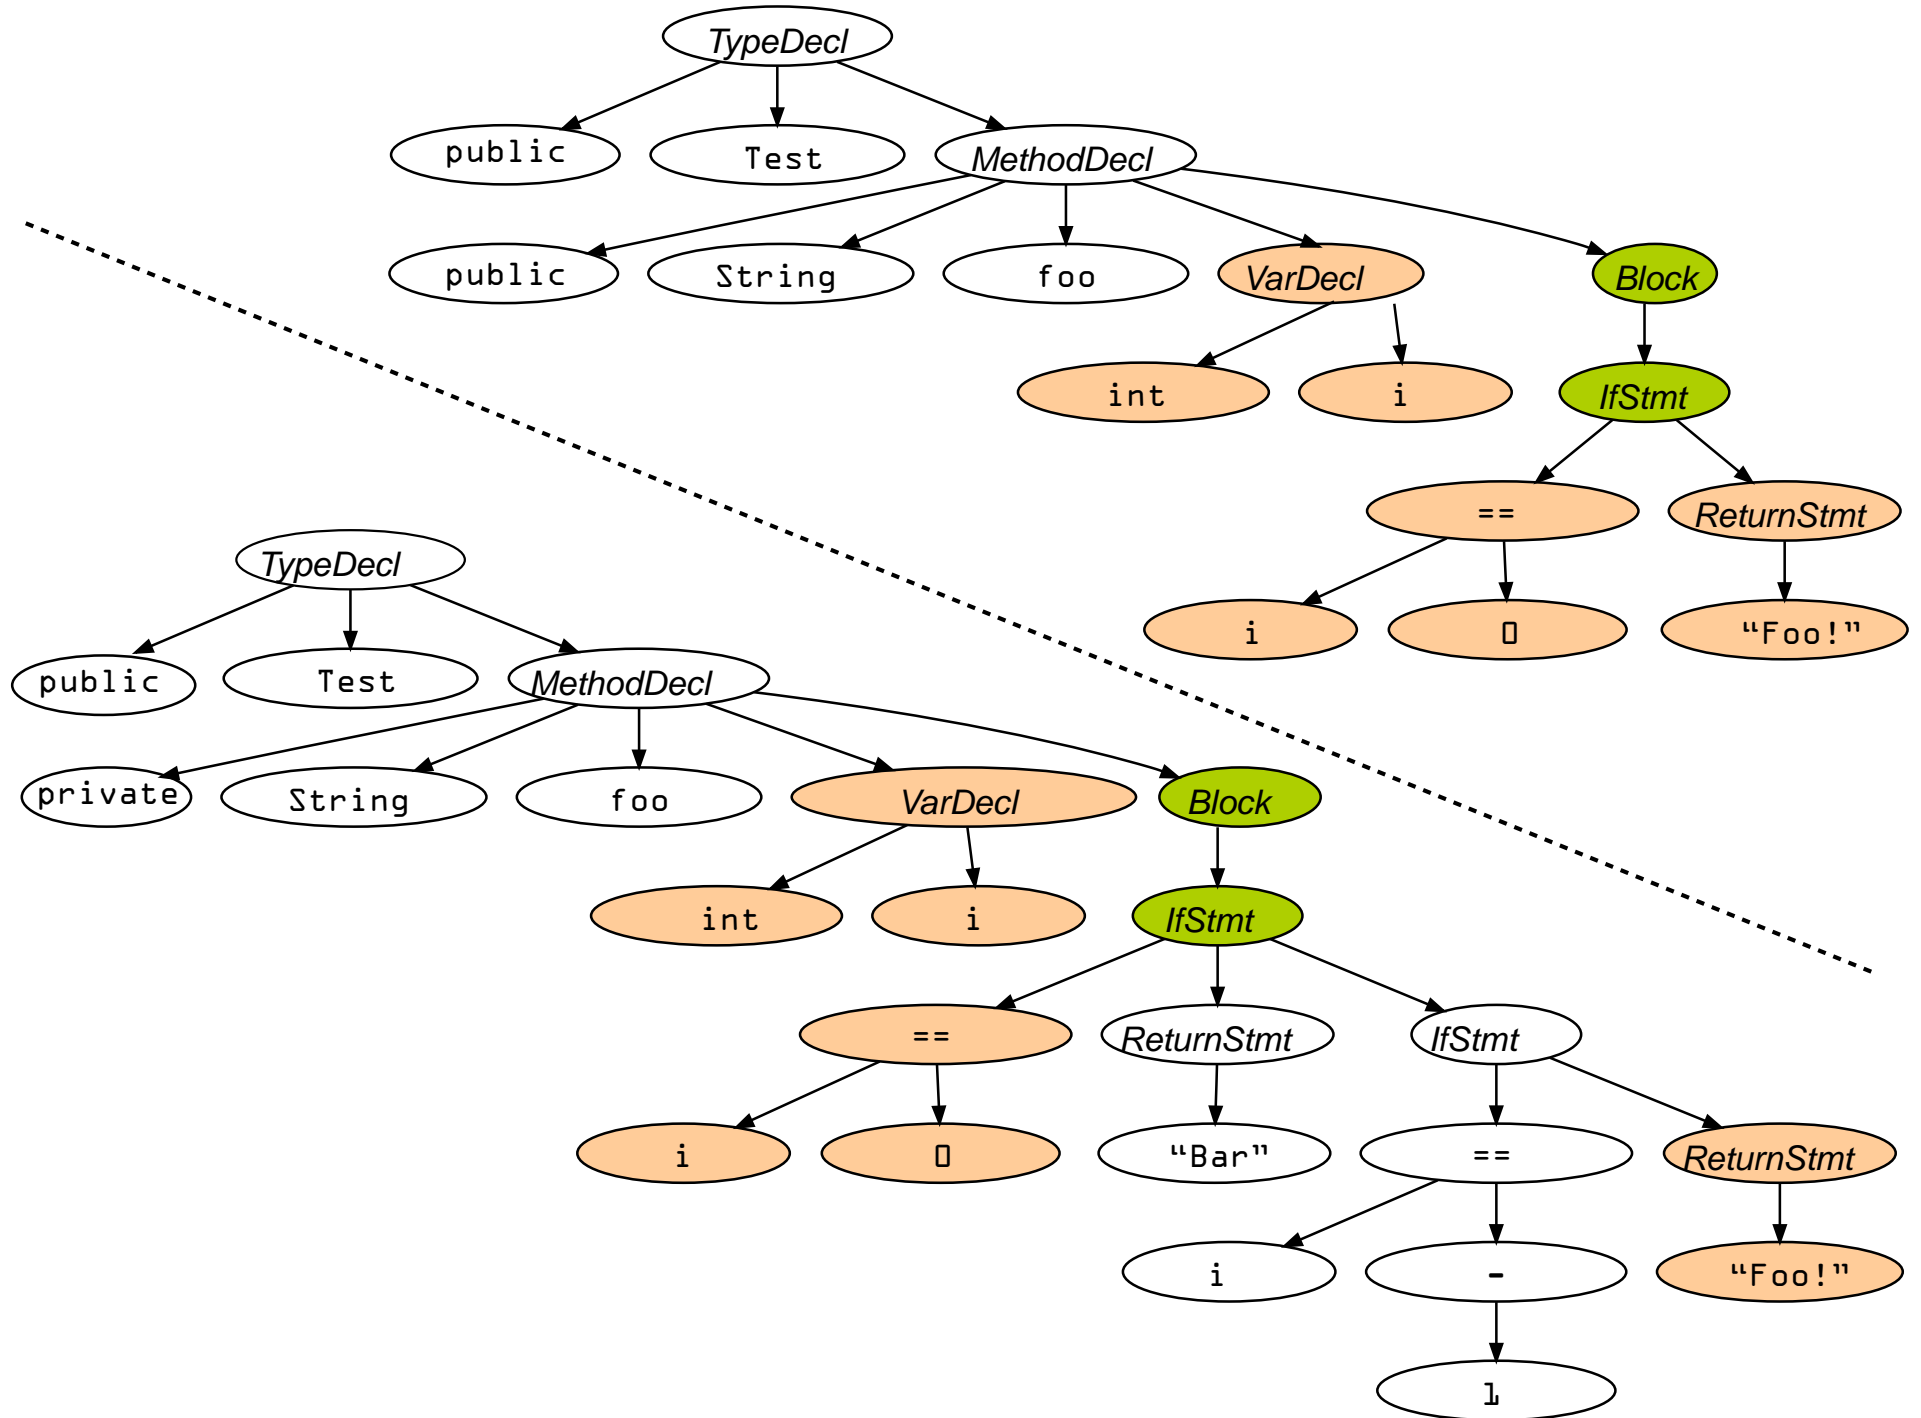 TypeDecl
public
Test
MethodDecl
public
String
foo
VarDecl
Block
int
i
IfStmt
==
ReturnStmt
i
0
“Foo!”
TypeDecl
public
Test
MethodDecl
private
String
foo
VarDecl
Block
int
i
IfStmt
==
ReturnStmt
IfStmt
i
0
“Bar”
==
ReturnStmt
i
-
“Foo!”
1